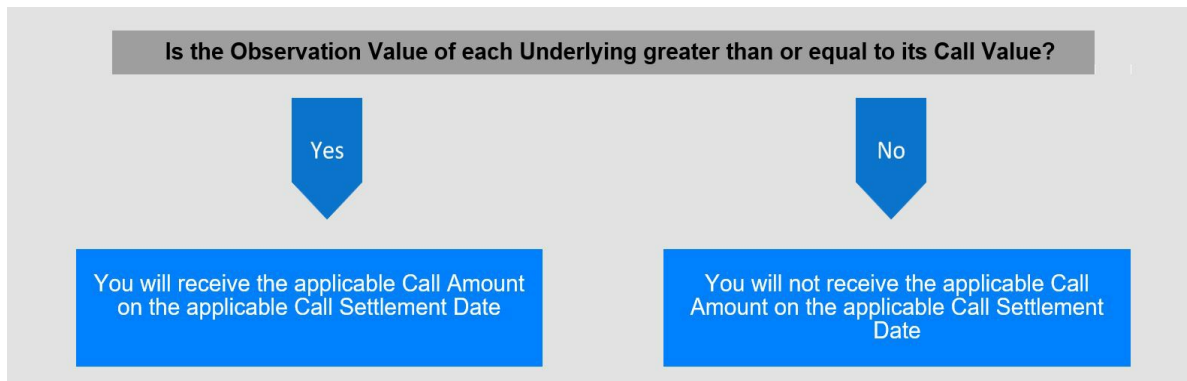 Is the Observation Value of each Underlying greater than or equal to its Call Value?
Yes
No
You will receive the applicable Call Amount
on the applicable Call Settlement Date
You will not receive the applicable Call
Amount on the applicable Call Settlement
Date